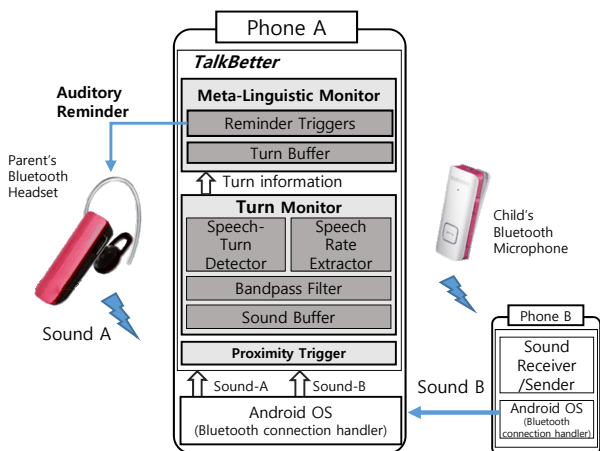 Phone A
TalkBetter
Meta-Linguistic Monitor
Reminder Triggers
Turn Buffer
Auditory
Reminder
Parent's
Bluetooth
Headset
Turn information
Turn Monitor
Speech-
Turn
Detector
Speech
Rate
Extractor
Bandpass Filter
Sound Buffer
Child's
Bluetooth
Microphone
Sound A
Proximity Trigger
Sound-A
Sound-B
Android OS
(Bluetooth connection handler)
Sound B
Phone B
Sound
Receiver
/Sender
Android OS
(Bluetooth
connection handler)